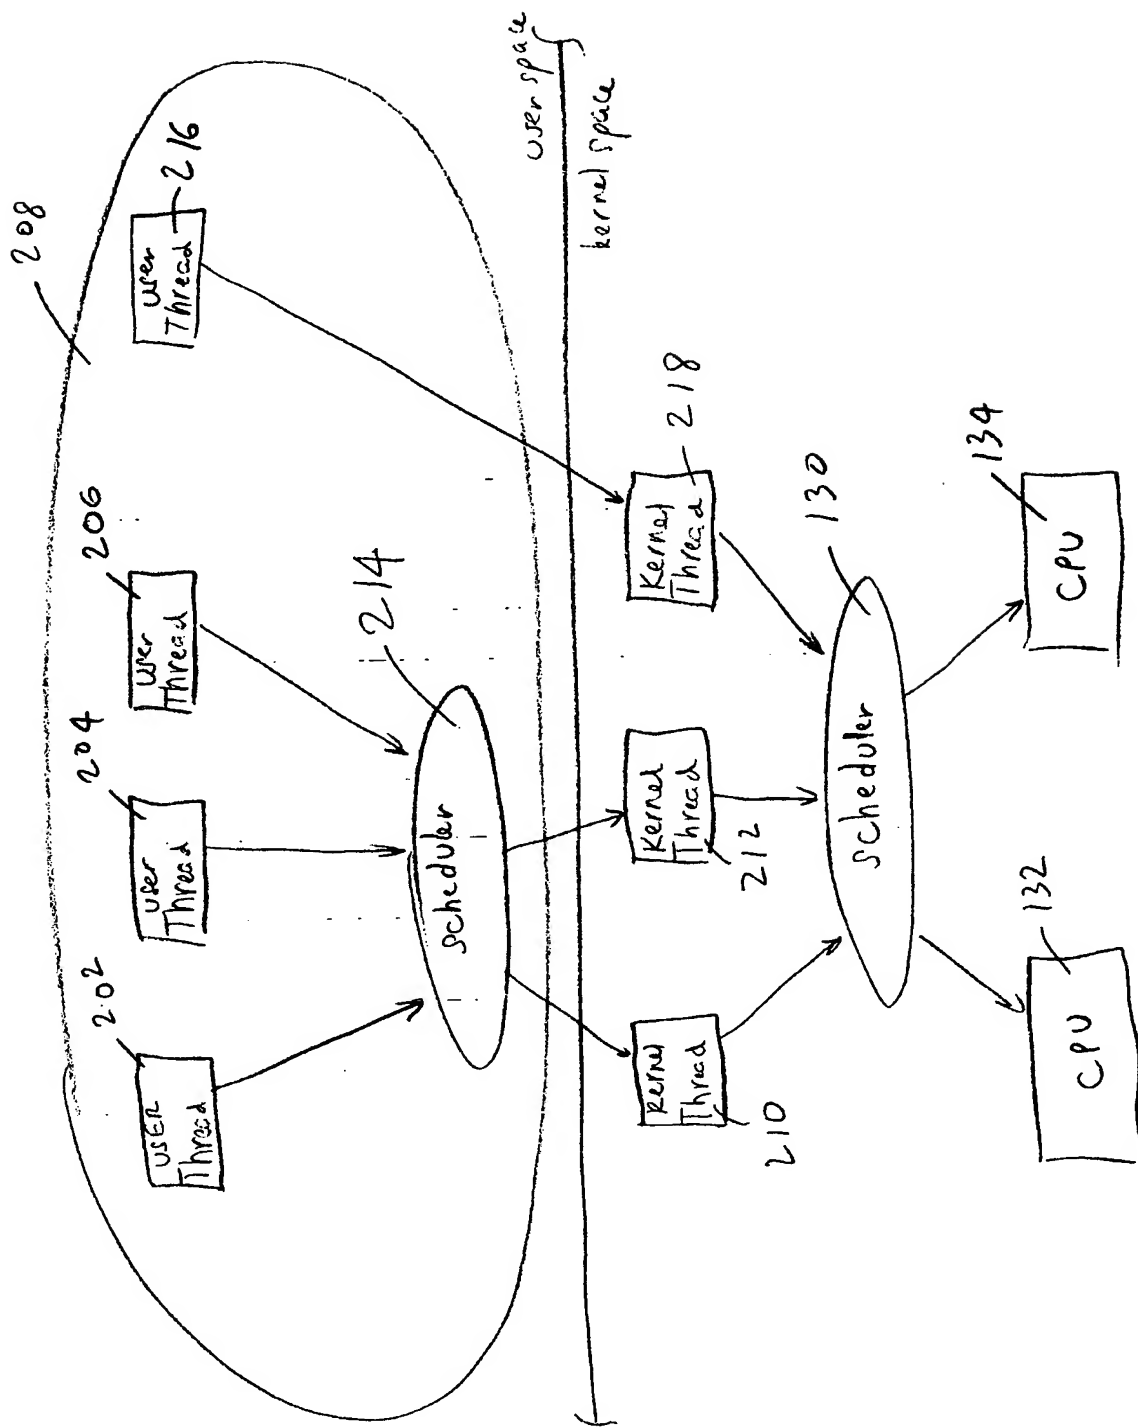 208
202
204
206
216
USER
Thread
user
Thread
user
Thread
user
Thread
214
scheduler
user space
kernel space
Kernel
Thread
Kernel
Thread
Kernel
Thread
210
212
218
130
scheduler
132
134
CPU
CPU